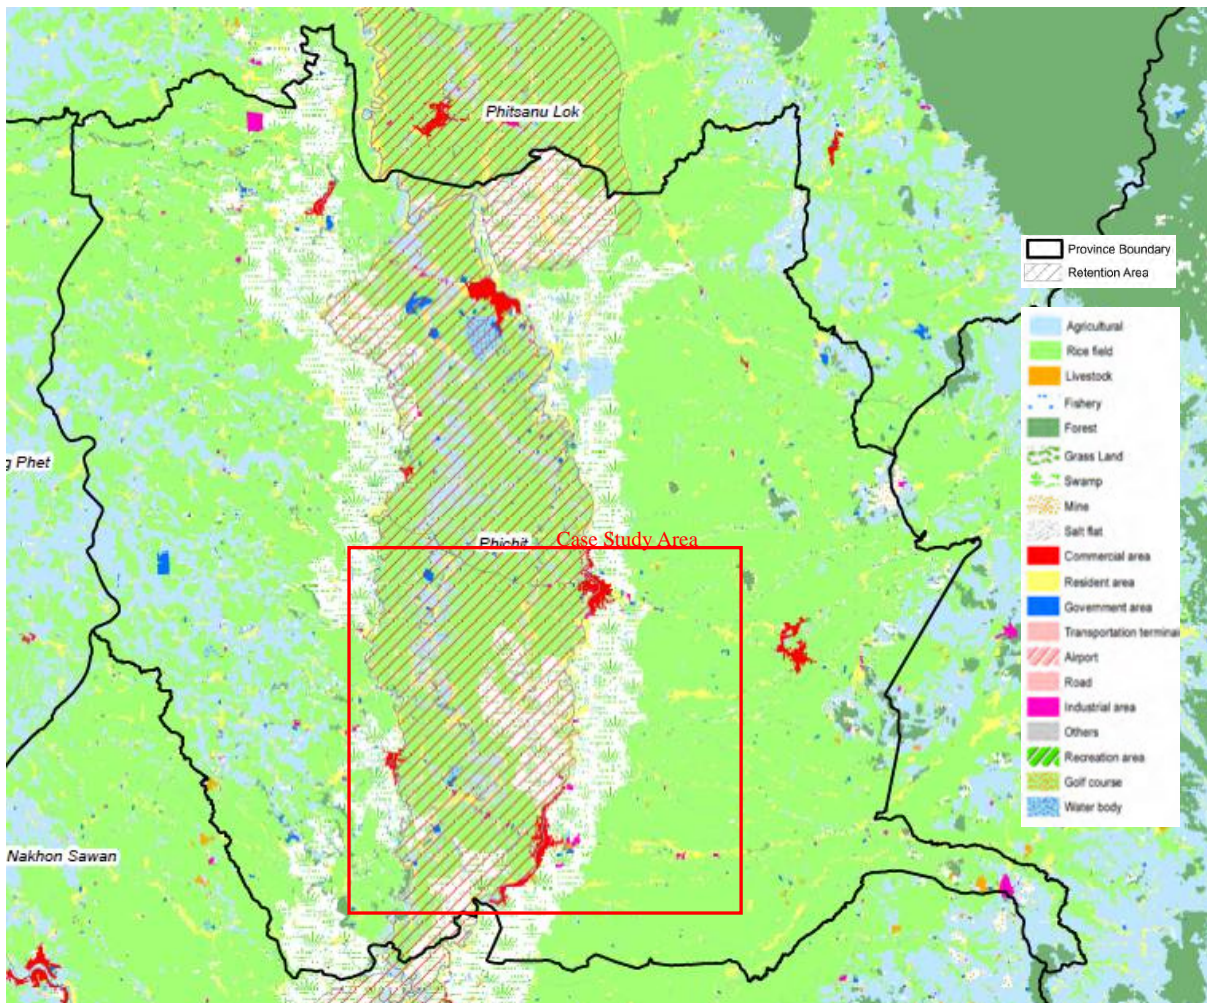 Phitsanu Lok
g Phet
Phichit
Case Study Area
Nakhon Sawan
Province Boundary
Retention Area
Agricultural
Rice field
Livestock
Fishery
Forest
Grass Land
Swamp
Mine
Salt flat
Commercial area
Resident area
Government area
Transportation terminal
Airport
Road
Industrial area
Others
Recreation area
Golf course
Water body